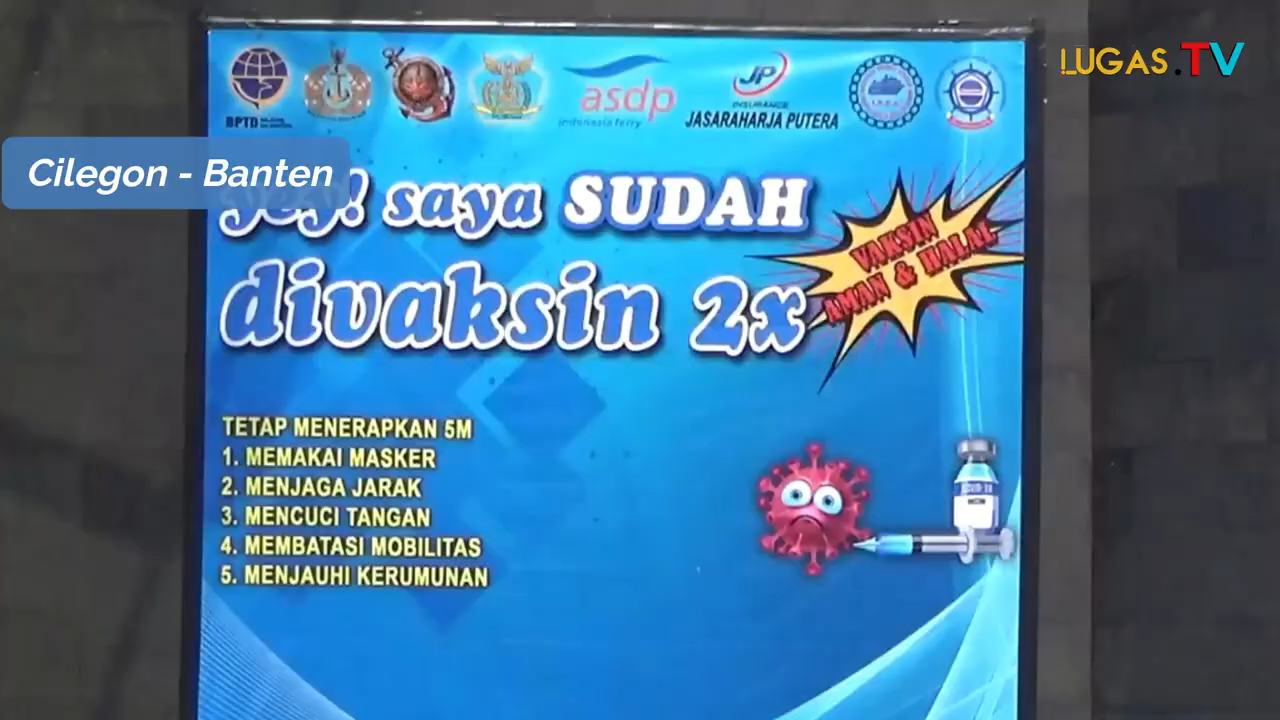 LUGAS.TV
BPTD
asdp
indonesia ferry
JP
INSURANCE
JASARAHARJA PUTERA
Cilegon - Banten
saya SUDAH
divaksin 2x
VAKSIN
AMAN & HALAL
TETAP MENERAPKAN 5M
1. MEMAKAI MASKER
2. MENJAGA JARAK
3. MENCUCI TANGAN
4. MEMBATASI MOBILITAS
5. MENJAUHI KERUMUNAN